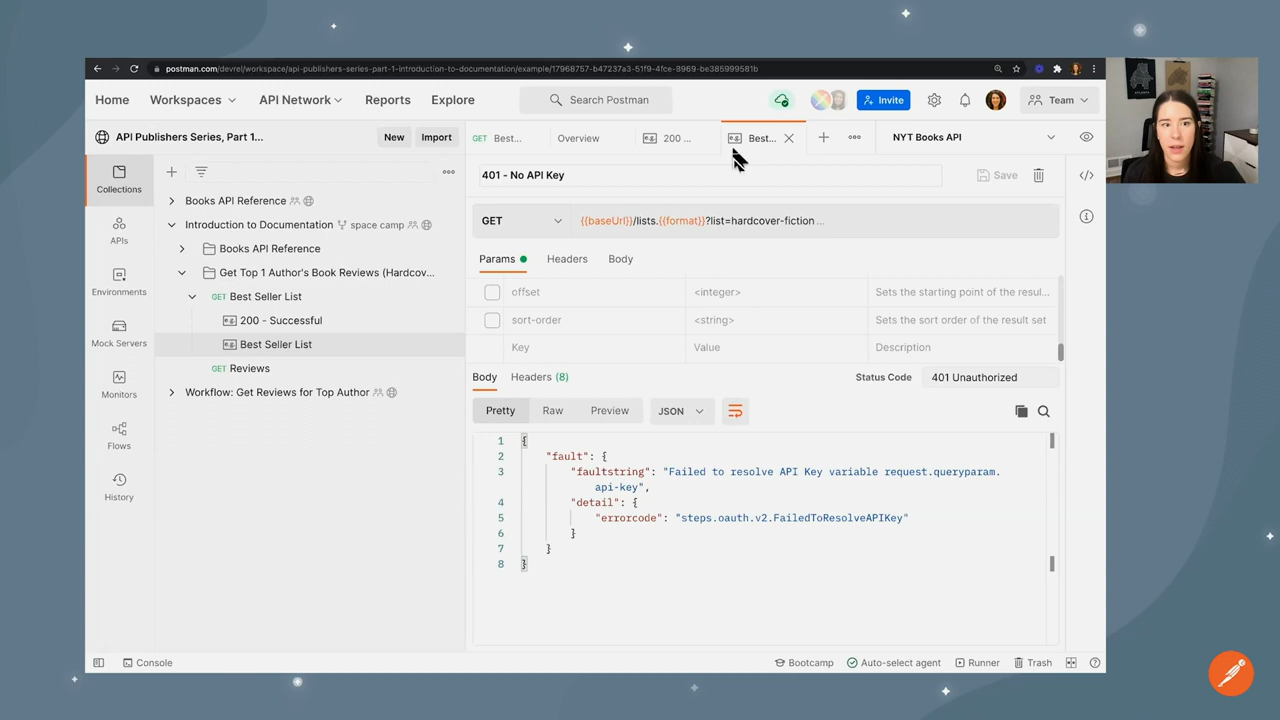 postman.com/devrel/workspace/api-publishers-series-part-1-introduction-to-documentation/example/17968757-b47237a3-51f9-4fce-8969-be385999581b
Home Workspaces API Network Reports Explore Search Postman Invite Team
API Publishers Series, Part 1... New Import
GET Best... Overview e.g. 200 ... e.g. Best... NYT Books API
Collections
APIs
Environments
Mock Servers
Monitors
Flows
History
Books API Reference
Introduction to Documentation space camp
Books API Reference
Get Top 1 Author's Book Reviews (Hardcov...
GET Best Seller List
e.g. 200 - Successful
e.g. Best Seller List
GET Reviews
Workflow: Get Reviews for Top Author
401 - No API Key Save
GET {{baseUrl}}/lists.{{format}}?list=hardcover-fiction ...
Params Headers Body
offset <integer> Sets the starting point of the resul...
sort-order <string> Sets the sort order of the result set
Key Value Description
Body Headers (8) Status Code 401 Unauthorized
Pretty Raw Preview JSON
1 {
2 "fault": {
3 "faultstring": "Failed to resolve API Key variable request.queryparam.
api-key",
4 "detail": {
5 "errorcode": "steps.oauth.v2.FailedToResolveAPIKey"
6 }
7 }
8 }
Console Bootcamp Auto-select agent Runner Trash